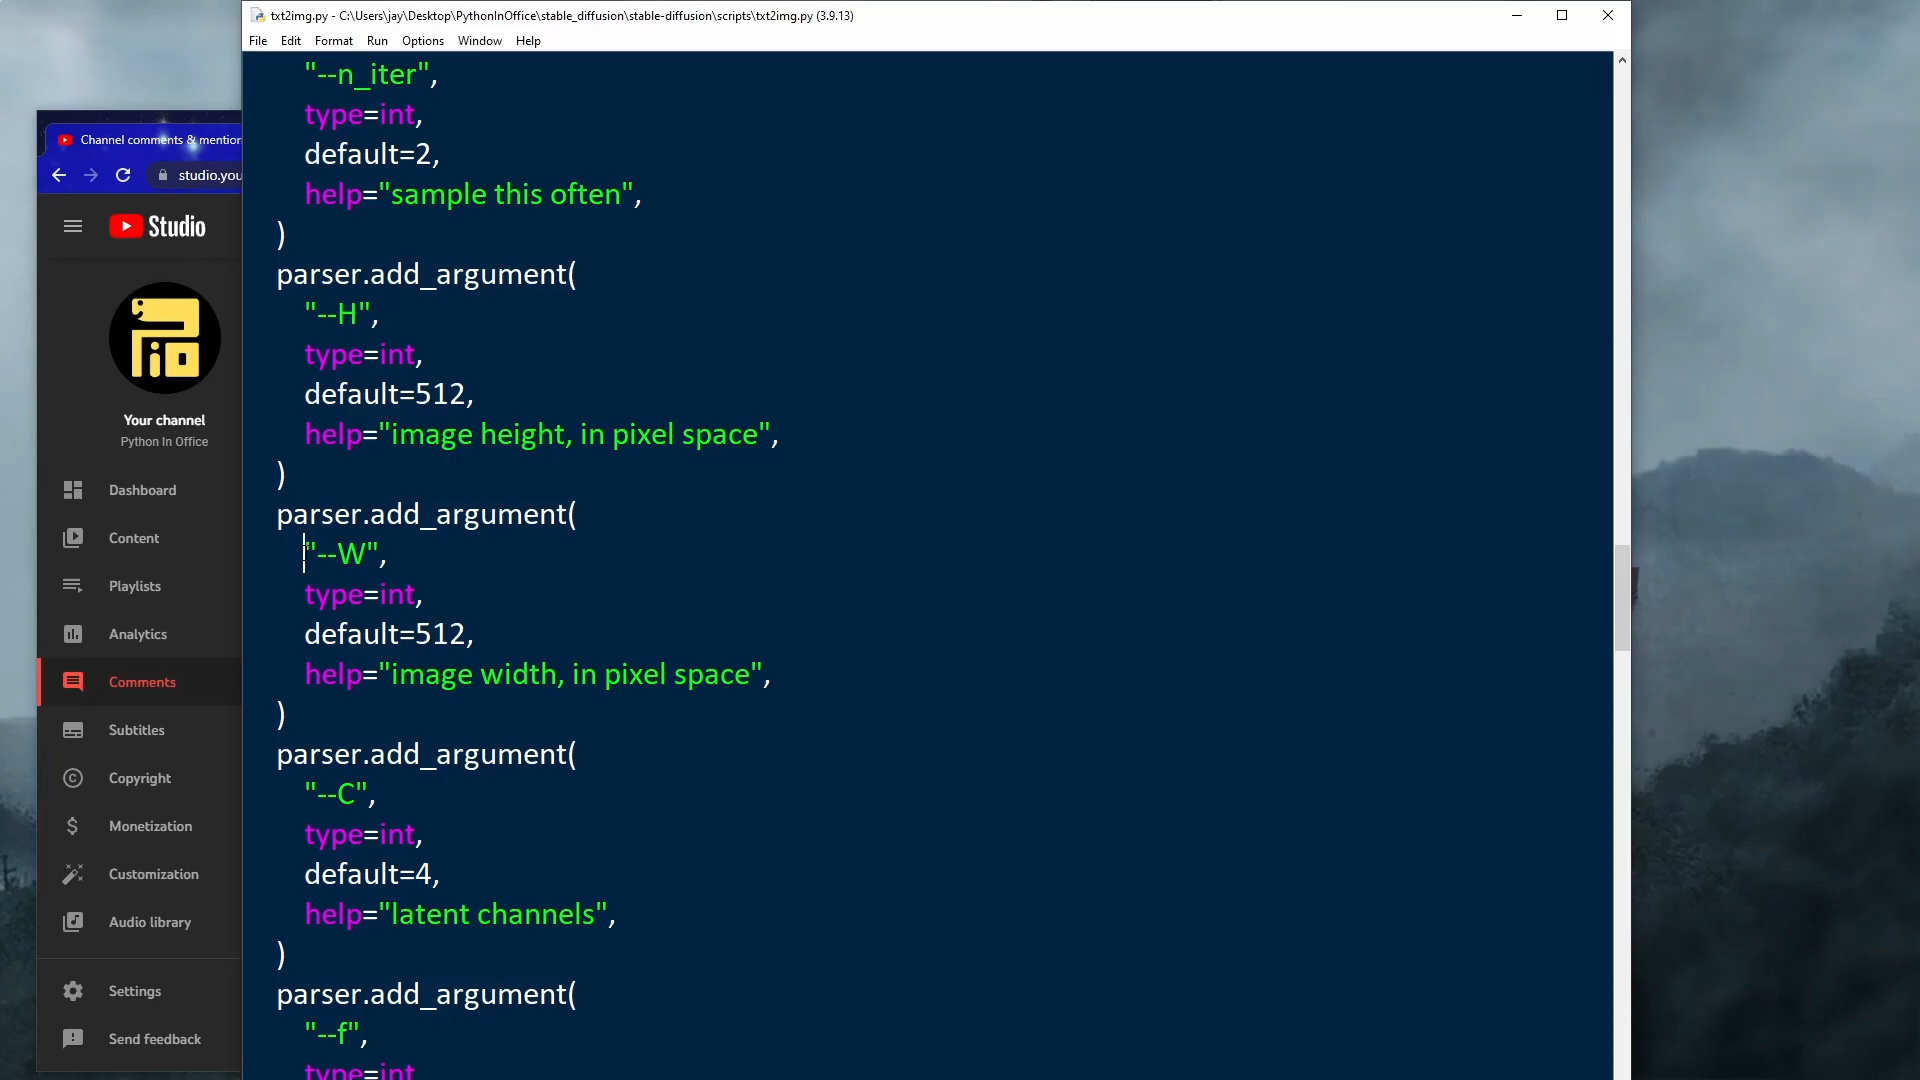 txt2img.py - C:\Users\jay\Desktop\PythonInOffice\stable_diffusion\stable-diffusion\scripts\txt2img.py (3.9.13)
File Edit Format Run Options Window Help
"--n_iter",
type=int,
default=2,
help="sample this often",
)
parser.add_argument(
"--H",
type=int,
default=512,
help="image height, in pixel space",
)
parser.add_argument(
"--W",
type=int,
default=512,
help="image width, in pixel space",
)
parser.add_argument(
"--C",
type=int,
default=4,
help="latent channels",
)
parser.add_argument(
"--f",
type=int
Channel comments & mention
studio.you
Studio
Pio
Your channel
Python In Office
Dashboard
Content
Playlists
Analytics
Comments
Subtitles
Copyright
Monetization
Customization
Audio library
Settings
Send feedback